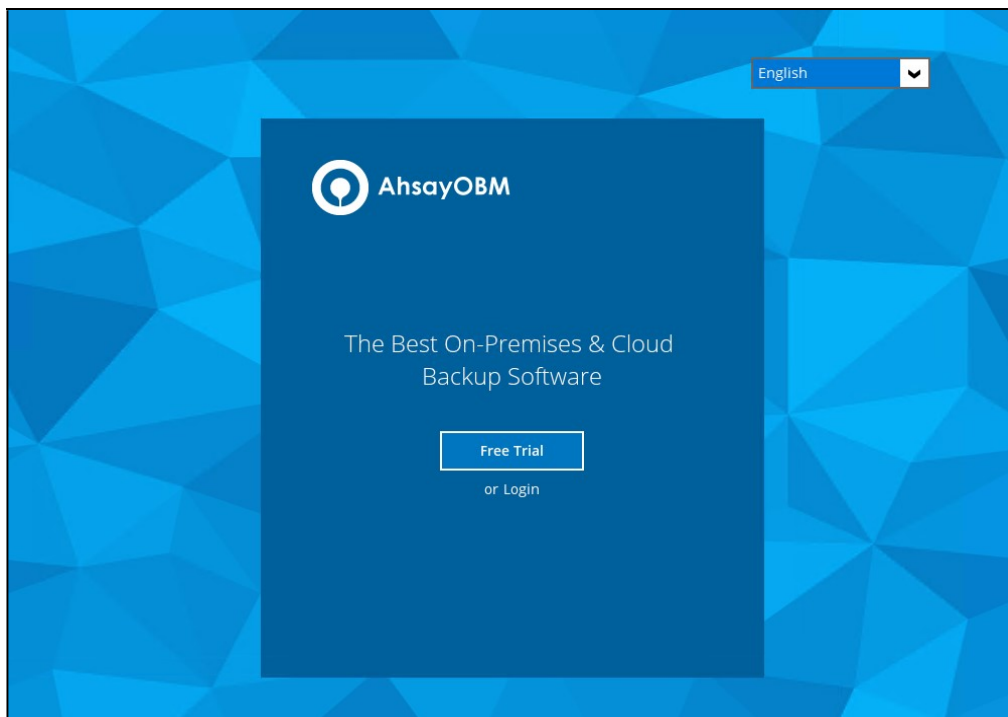 English
AhsayOBM
The Best On-Premises & Cloud
Backup Software
Free Trial
or Login